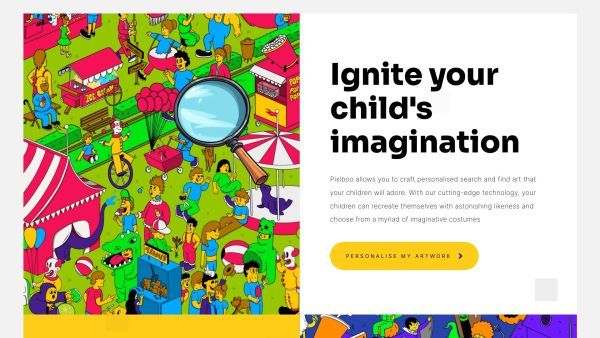 Ignite your
child's
imagination
Pixiboo allows you to craft personalised search and find art that
your children will adore. With our cutting-edge technology, your
children can recreate themselves with astonishing likeness and
choose from a myriad of imaginative costumes
PERSONALISE MY ARTWORK